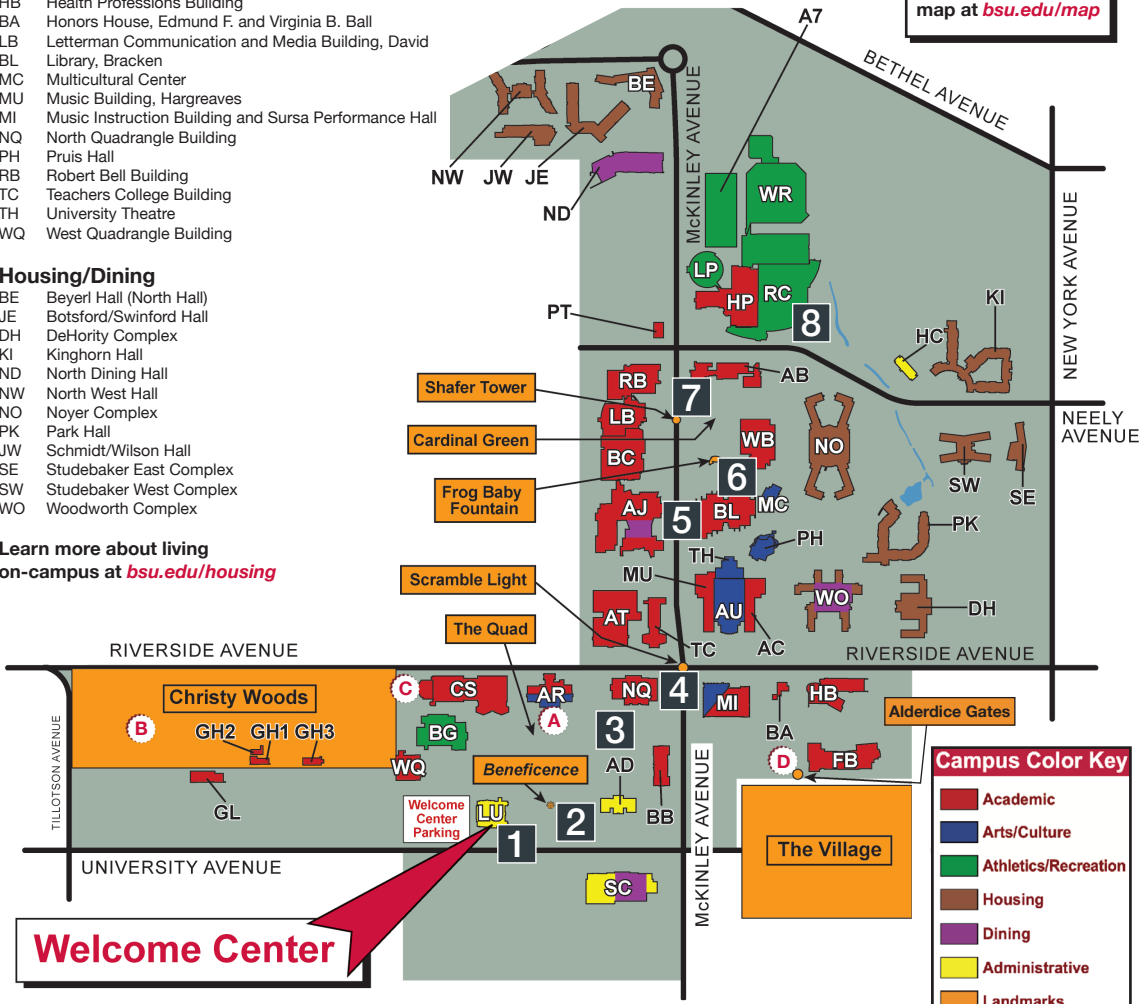 HB Health Professions Building
BA Honors House, Edmund F. and Virginia B. Ball
LB Letterman Communication and Media Building, David
BL Library, Bracken
MC Multicultural Center
MU Music Building, Hargreaves
MI Music Instruction Building and Sursa Performance Hall
NQ North Quadrangle Building
PH Pruis Hall
RB Robert Bell Building
TC Teachers College Building
TH University Theatre
WQ West Quadrangle Building
Housing/Dining
BE Beyerl Hall (North Hall)
JE Botsford/Swinford Hall
DH DeHority Complex
KI Kinghorn Hall
ND North Dining Hall
NW North West Hall
NO Noyer Complex
PK Park Hall
JW Schmidt/Wilson Hall
SE Studebaker East Complex
SW Studebaker West Complex
WO Woodworth Complex
Learn more about living
on-campus at bsu.edu/housing
map at bsu.edu/map
A7
BETHEL AVENUE
BE
McKINLEY AVENUE
NW JW JE
ND
WR
NEW YORK AVENUE
LP
HP
RC
8
PT
KI
HC
RB
AB
Shafer Tower
7
LB
NEELY
AVENUE
Cardinal Green
WB
NO
BC
6
SW
SE
Frog Baby
Fountain
AJ
5
BL
MC
PK
PH
TH
Scramble Light
MU
AT
AU
WO
DH
The Quad
TC
AC
RIVERSIDE AVENUE
RIVERSIDE AVENUE
Christy Woods
C
CS
AR
NQ
4
MI
HB
A
B
GH2 GH1 GH3
BG
3
BA
Alderdice Gates
TILLOTSON AVENUE
WQ
Beneficence
AD
D
FB
GL
Welcome
Center
Parking
LU
2
BB
1
McKINLEY AVENUE
The Village
UNIVERSITY AVENUE
SC
Welcome Center
Campus Color Key
Academic
Arts/Culture
Athletics/Recreation
Housing
Dining
Administrative
Landmarks